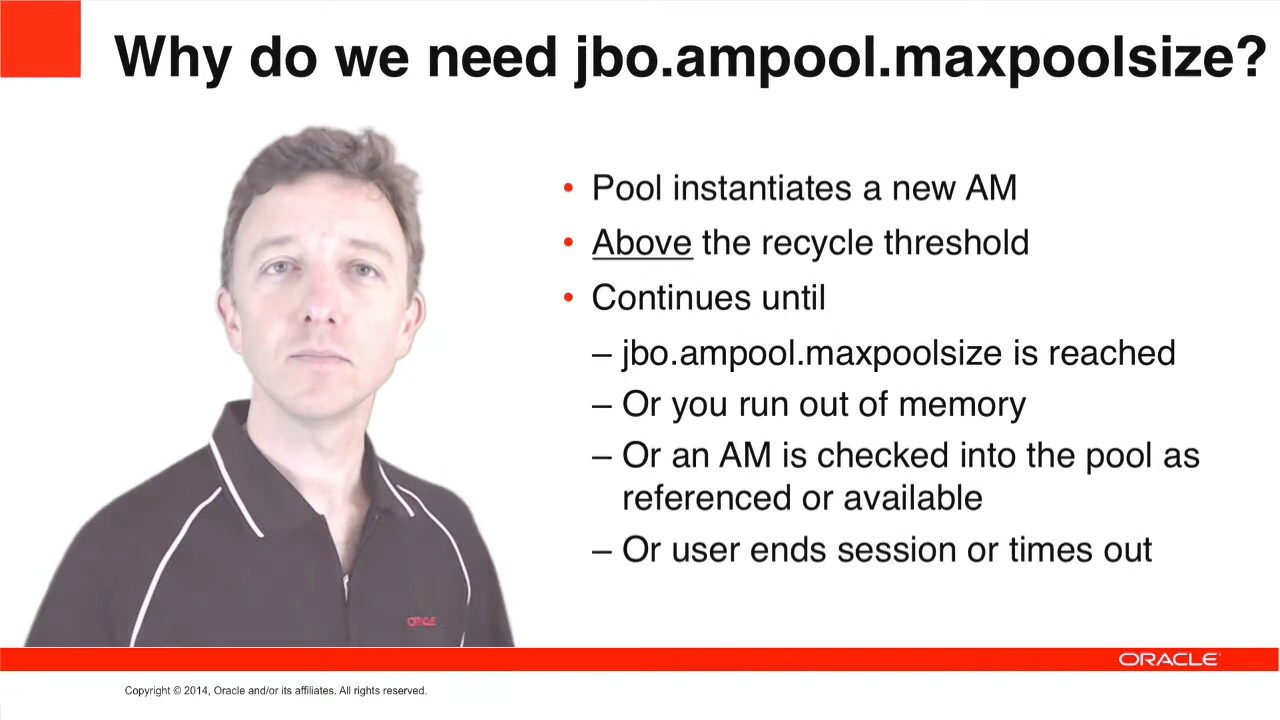 Why do we need jbo.ampool.maxpoolsize?
• Pool instantiates a new AM
• Above the recycle threshold
• Continues until
– jbo.ampool.maxpoolsize is reached
– Or you run out of memory
– Or an AM is checked into the pool as
referenced or available
– Or user ends session or times out
ORACLE
ORACLE
Copyright © 2014, Oracle and/or its affiliates. All rights reserved.